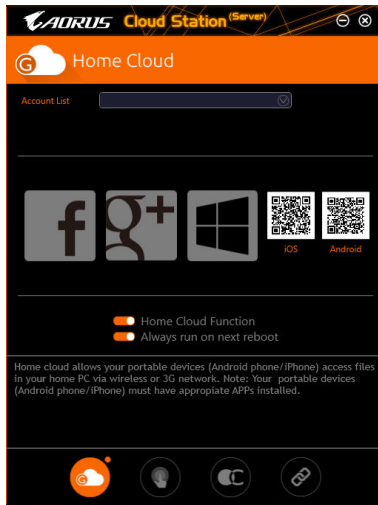 AORUS Cloud Station (Server)
G Home Cloud
Account List
f g+
iOS Android
Home Cloud Function
Always run on next reboot
Home cloud allows your portable devices (Android phone/iPhone) access files
in your home PC via wireless or 3G network. Note: Your portable devices
(Android phone/iPhone) must have appropiate APPs installed.
G